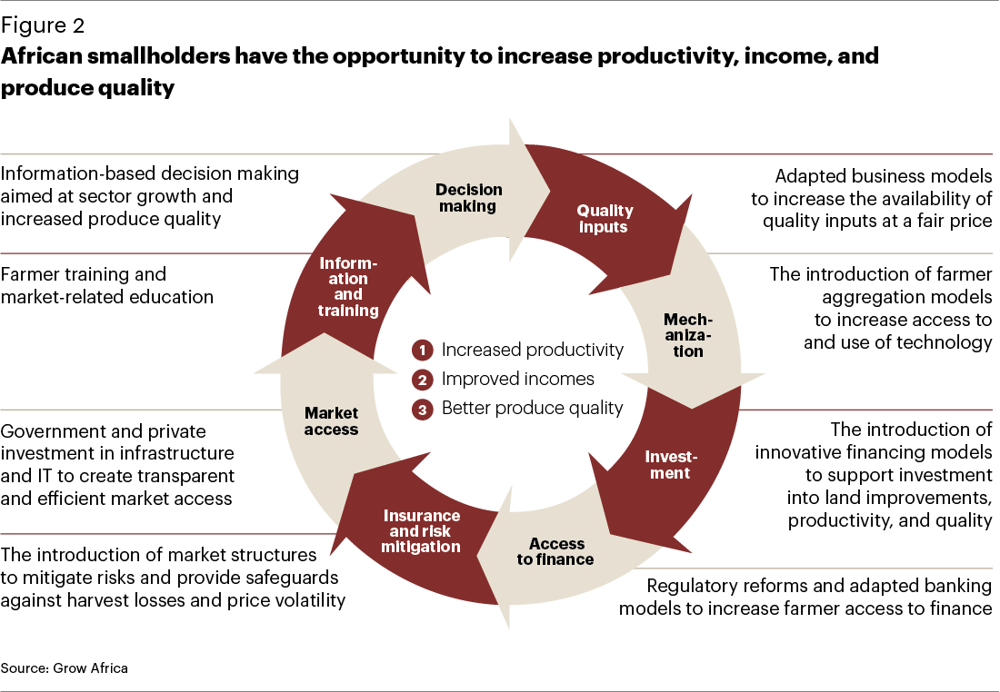 Figure 2
African smallholders have the opportunity to increase productivity, income, and
produce quality
Information-based decision making
aimed at sector growth and
increased produce quality
Farmer training and
market-related education
Government and private
investment in infrastructure
and IT to create transparent
and efficient market access
The introduction of market structures
to mitigate risks and provide safeguards
against harvest losses and price volatility
Decision
making
Quality
inputs
Mech-
aniza-
tion
Invest-
ment
Access
to finance
Insurance
and risk
mitigation
Market
access
Inform-
ation
and
training
1 Increased productivity
2 Improved incomes
3 Better produce quality
Adapted business models
to increase the availability of
quality inputs at a fair price
The introduction of farmer
aggregation models
to increase access to
and use of technology
The introduction of
innovative financing models
to support investment
into land improvements,
productivity, and quality
Regulatory reforms and adapted banking
models to increase farmer access to finance
Source: Grow Africa